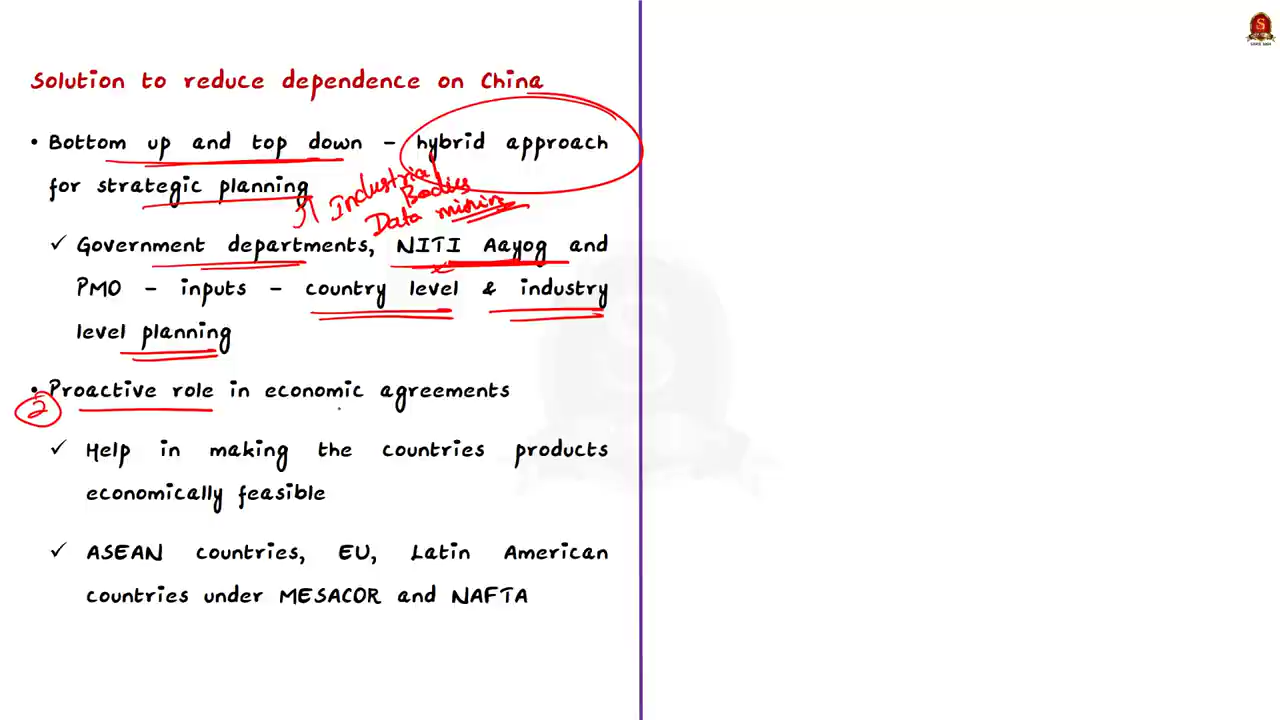 Solution to reduce dependence on China
• Bottom up and top down – hybrid approach
for strategic planning
Industrial
Bodies
Data mining
✓ Government departments, NITI Aayog and
PMO – inputs – country level & industry
level planning
• Proactive role in economic agreements
2
✓ Help in making the countries products
economically feasible
✓ ASEAN countries, EU, Latin American
countries under MESACOR and NAFTA